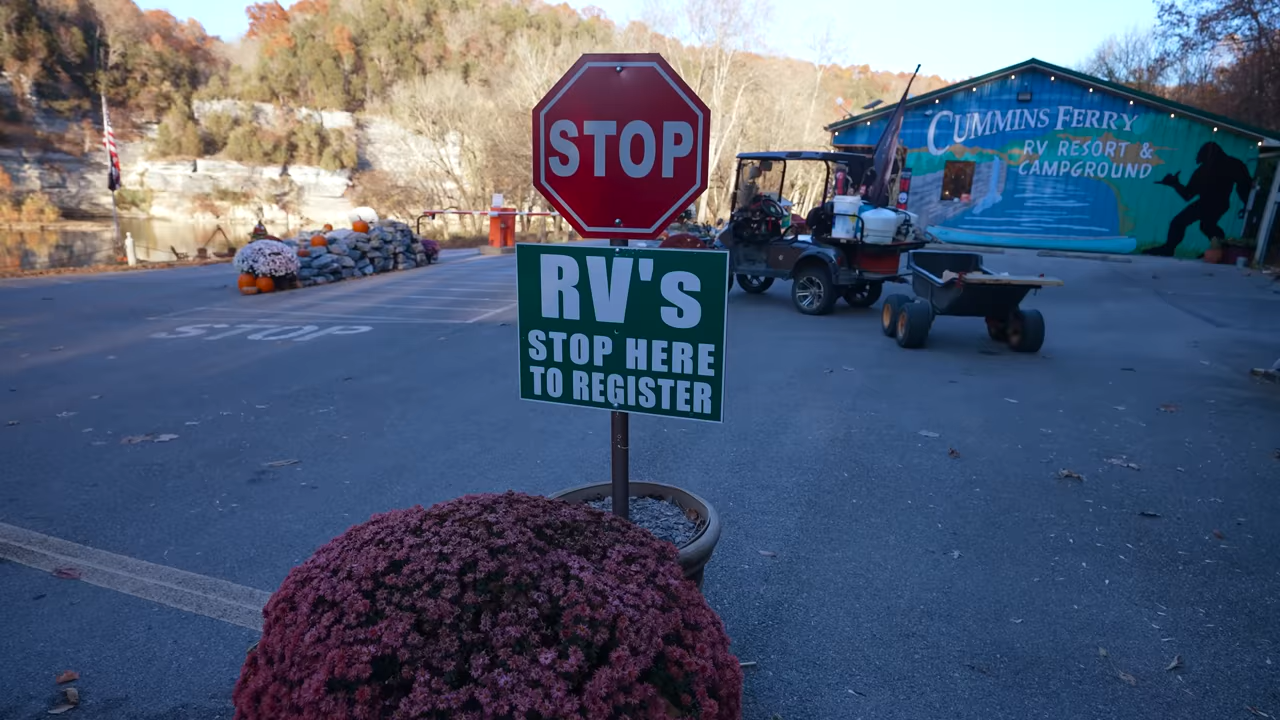 STOP
RV's
STOP HERE
TO REGISTER
STOP
CUMMINS FERRY
RV RESORT &
CAMPGROUND